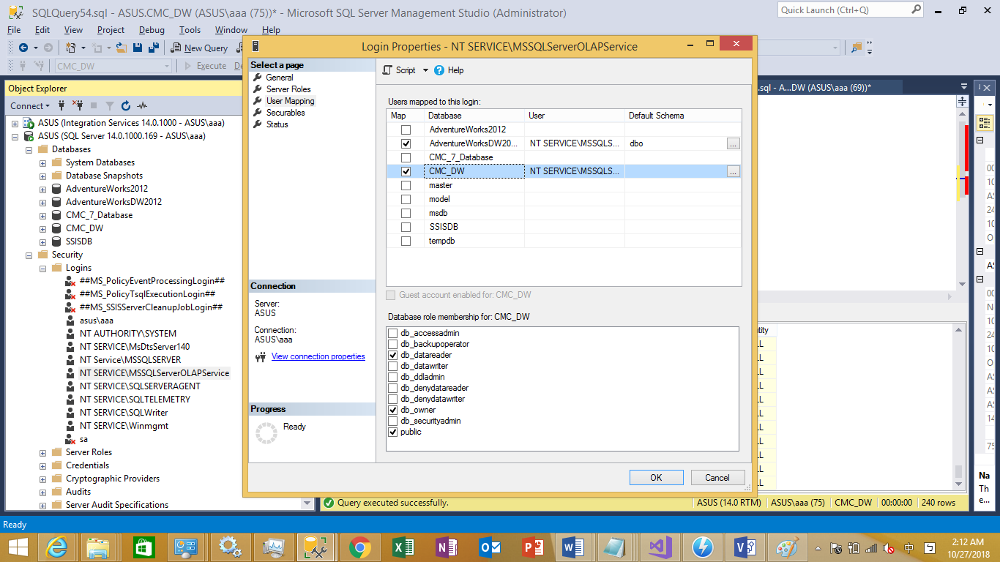 SQLQuery54.sql - ASUS.CMC_DW (ASUS\aaa (75))* - Microsoft SQL Server Management Studio (Administrator)
Quick Launch (Ctrl+Q)
File Edit View Project Debug Tools Window Help
New Query
CMC_DW
Execute
Object Explorer
Connect
ASUS (Integration Services 14.0.1000 - ASUS\aaa)
ASUS (SQL Server 14.0.1000.169 - ASUS\aaa)
Databases
System Databases
Database Snapshots
AdventureWorks2012
AdventureWorksDW2012
CMC_7_Database
CMC_DW
SSISDB
Security
Logins
##MS_PolicyEventProcessingLogin##
##MS_PolicyTsqlExecutionLogin##
##MS_SSISServerCleanupJobLogin##
asus\aaa
NT AUTHORITY\SYSTEM
NT SERVICE\MsDtsServer140
NT Service\MSSQLSERVER
NT SERVICE\MSSQLServerOLAPService
NT SERVICE\SQLSERVERAGENT
NT SERVICE\SQLTELEMETRY
NT SERVICE\SQLWriter
NT SERVICE\Winmgmt
sa
Server Roles
Credentials
Cryptographic Providers
Audits
Server Audit Specifications
Login Properties - NT SERVICE\MSSQLServerOLAPService
Select a page
General
Server Roles
User Mapping
Securables
Status
Connection
Server:
ASUS
Connection:
ASUS\aaa
View connection properties
Progress
Ready
Script Help
Users mapped to this login:
Map Database User Default Schema
AdventureWorks2012
AdventureWorksDW20... NT SERVICE\MSSQLS... dbo ...
CMC_7_Database
CMC_DW NT SERVICE\MSSQLS... ...
master
model
msdb
SSISDB
tempdb
Guest account enabled for: CMC_DW
Database role membership for: CMC_DW
db_accessadmin
db_backupoperator
db_datareader
db_datawriter
db_ddladmin
db_denydatareader
db_denydatawriter
db_owner
db_securityadmin
public
OK Cancel
.sql - A...DW (ASUS\aaa (69))*
Na
Th
e...
Query executed successfully. ASUS (14.0 RTM) ASUS\aaa (75) CMC_DW 00:00:00 240 rows
Ready
中
2:12 AM
10/27/2018